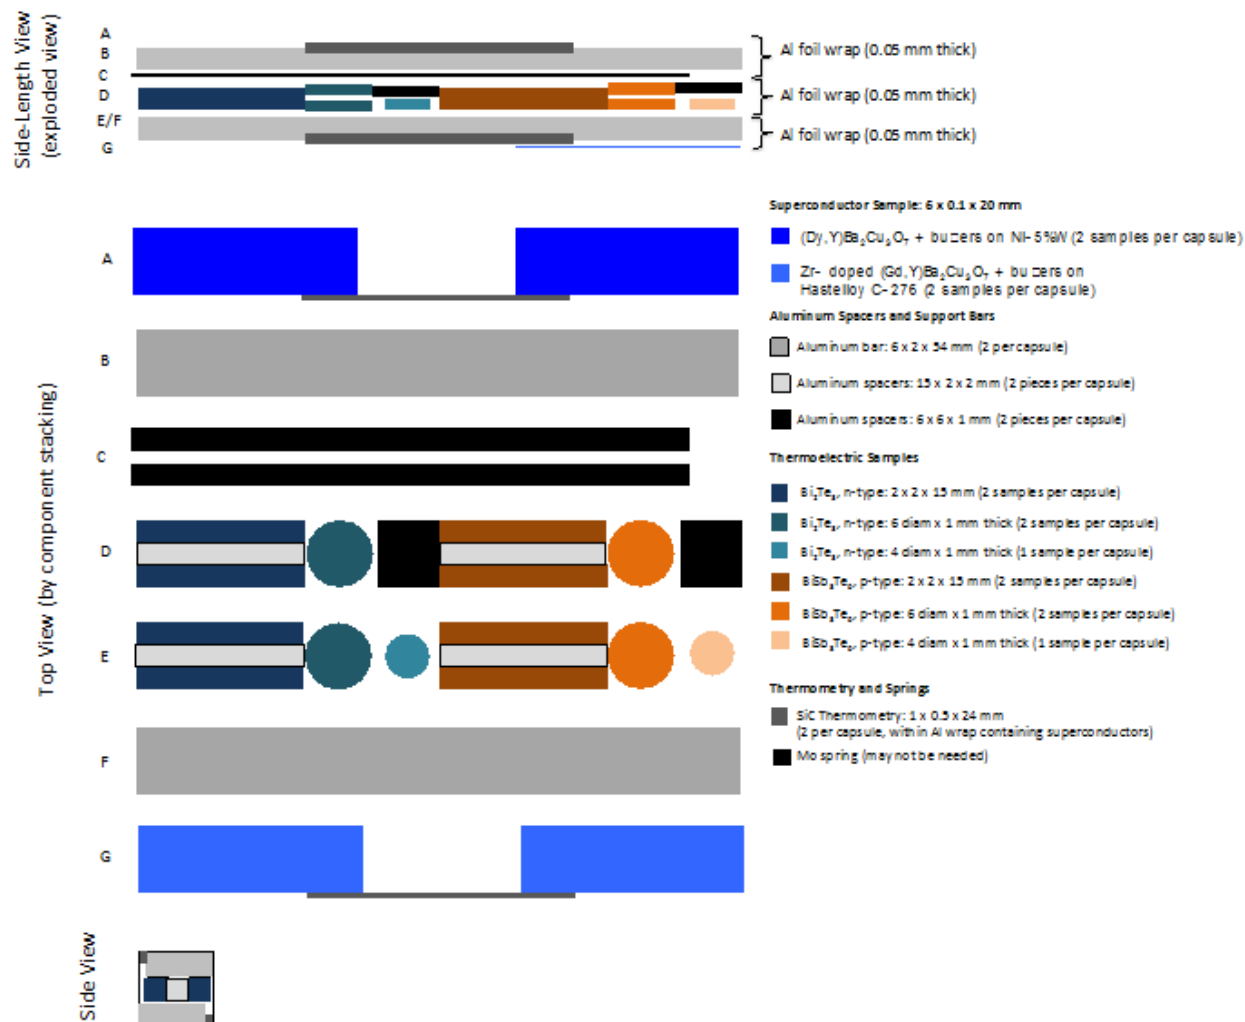 Side-Length View
(exploded view)
A
B
C
D
E/F
G
Al foil wrap (0.05 mm thick)
Al foil wrap (0.05 mm thick)
Al foil wrap (0.05 mm thick)
Top View (by component stacking)
A
B
C
D
E
F
G
Side View
Superconductor Sample: 6 x 0.1 x 20 mm
(Dy,Y)Ba₂Cu₃O₇ + bu on Ni-5%W (2 samples per capsule)
Zr- doped (Gd,Y)Ba₂Cu₃O₇ + bu on
Hastelloy C-276 (2 samples per capsule)
Aluminum Spacers and Support Bars
Aluminum bar: 6 x 2 x 54 mm (2 per capsule)
Aluminum spacers: 15 x 2 x 2 mm (2 pieces per capsule)
Aluminum spacers: 6 x 6 x 1 mm (2 pieces per capsule)
Thermoelectric Samples
Bi₂Te₃, n-type: 2 x 2 x 15 mm (2 samples per capsule)
Bi₂Te₃, n-type: 6 diam x 1 mm thick (2 samples per capsule)
Bi₂Te₃, n-type: 4 diam x 1 mm thick (1 sample per capsule)
BiSb₃Te₆, p-type: 2 x 2 x 15 mm (2 samples per capsule)
BiSb₃Te₆, p-type: 6 diam x 1 mm thick (2 samples per capsule)
BiSb₃Te₆, p-type: 4 diam x 1 mm thick (1 sample per capsule)
Thermometry and Springs
SiC Thermometry: 1 x 0.5 x 24 mm
(2 per capsule, within Al wrap containing superconductors)
Mo spring (may not be needed)